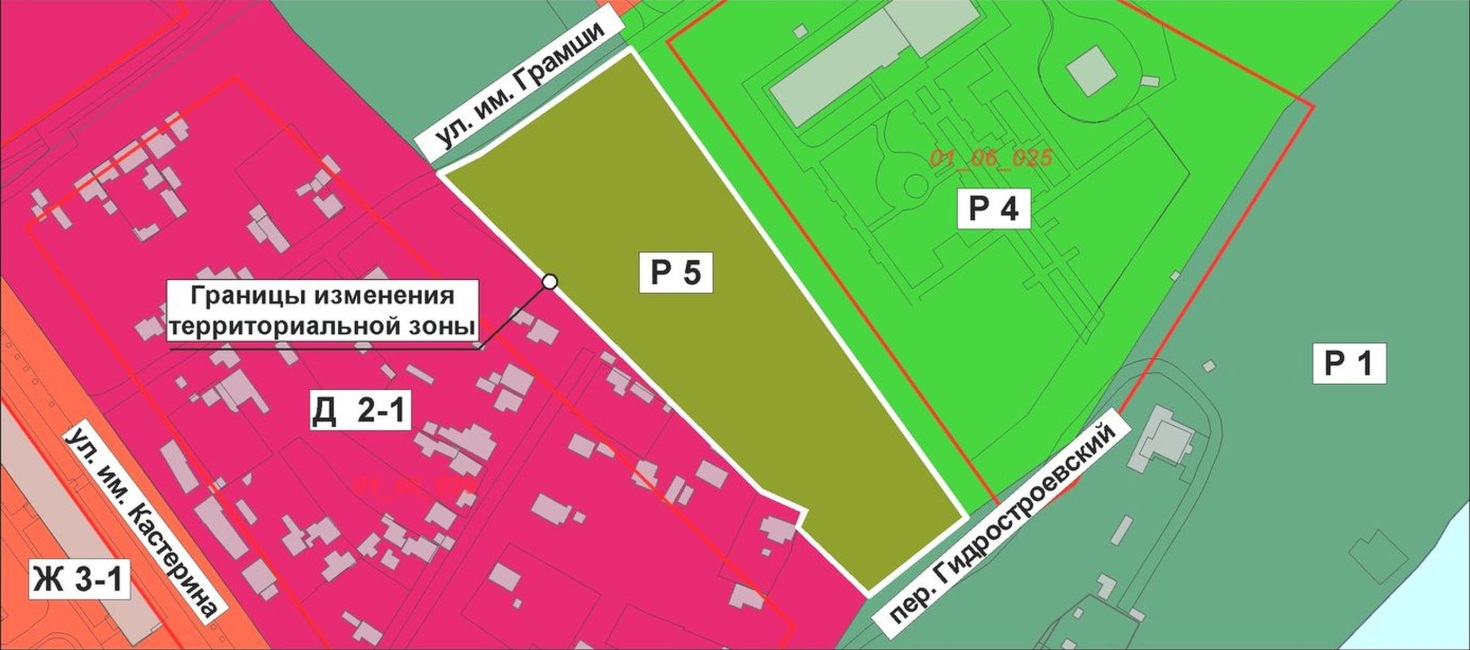 ул. им. Грамши
01_06_025
Р 4
Р 5
Границы изменения
территориальной зоны
Р 1
Д 2-1
ул. им. Кастерина
пер. Гидростроевский
Ж 3-1